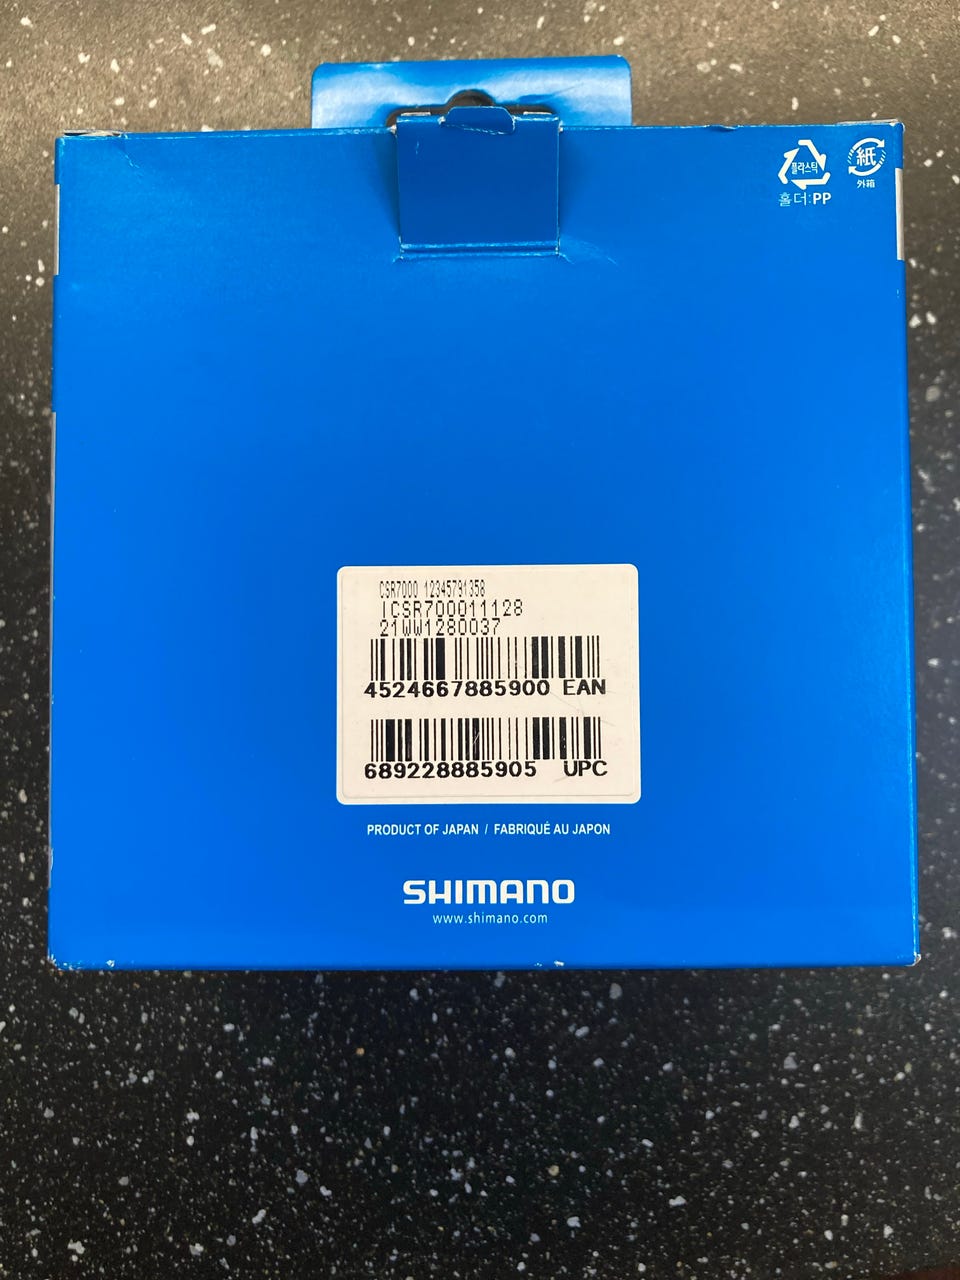 플라스틱
紙
홀더:PP
外箱
CSR7000 12345791358
ICSR700011128
21WW1280037
4524667885900 EAN
689228885905 UPC
PRODUCT OF JAPAN / FABRIQUÉ AU JAPON
SHIMANO
www.shimano.com